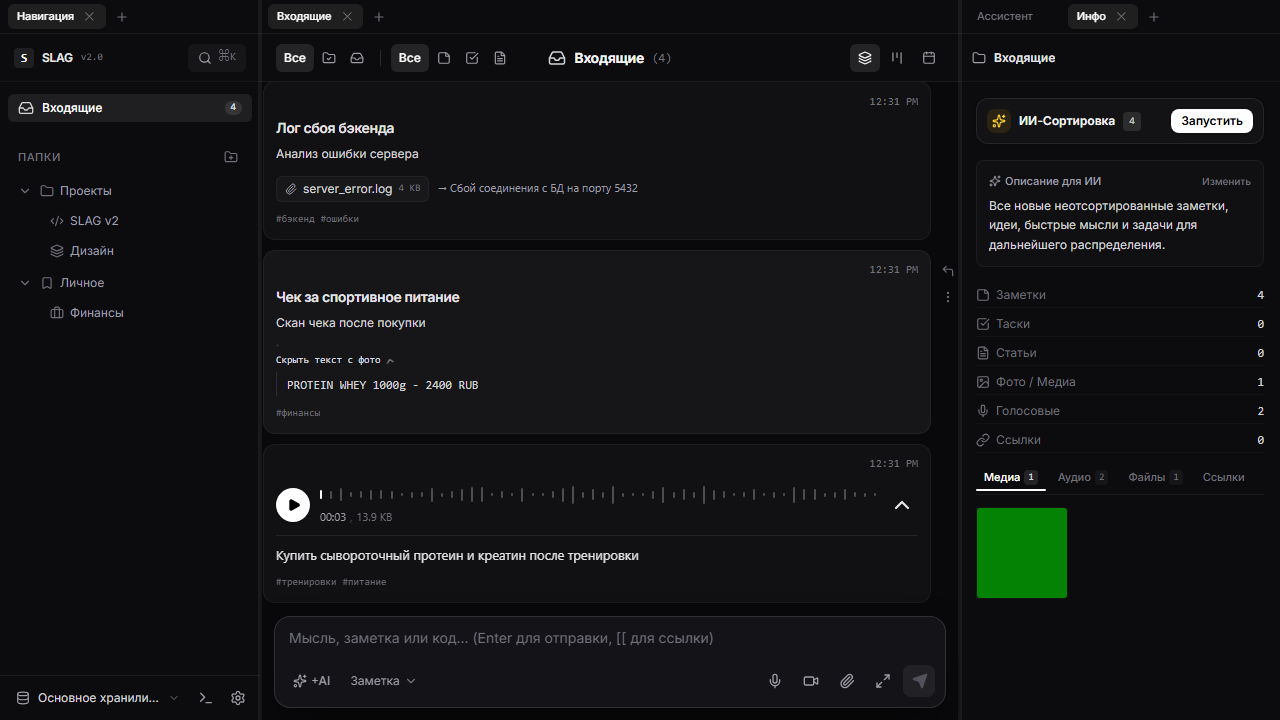 Навигация
Входящие
Ассистент
Инфо
S SLAG v2.0
⌘K
Все
Все
Входящие (4)
Входящие
Входящие 4
ПАПКИ
Проекты
SLAG v2
Дизайн
Личное
Финансы
Основное хранили...
12:31 PM
Лог сбоя бэкенда
Анализ ошибки сервера
server_error.log 4 KB → Сбой соединения с БД на порту 5432
#бэкенд #ошибки
12:31 PM
Чек за спортивное питание
Скан чека после покупки
Скрыть текст с фото
PROTEIN WHEY 1000g - 2400 RUB
#финансы
12:31 PM
00:03 13.9 KB
Купить сывороточный протеин и креатин после тренировки
#тренировки #питание
Мысль, заметка или код... (Enter для отправки, [[ для ссылки)
+AI Заметка
ИИ-Сортировка 4 Запустить
Описание для ИИ Изменить
Все новые неотсортированные заметки,
идеи, быстрые мысли и задачи для
дальнейшего распределения.
Заметки 4
Таски 0
Статьи 0
Фото / Медиа 1
Голосовые 2
Ссылки 0
Медиа 1 Аудио 2 Файлы 1 Ссылки